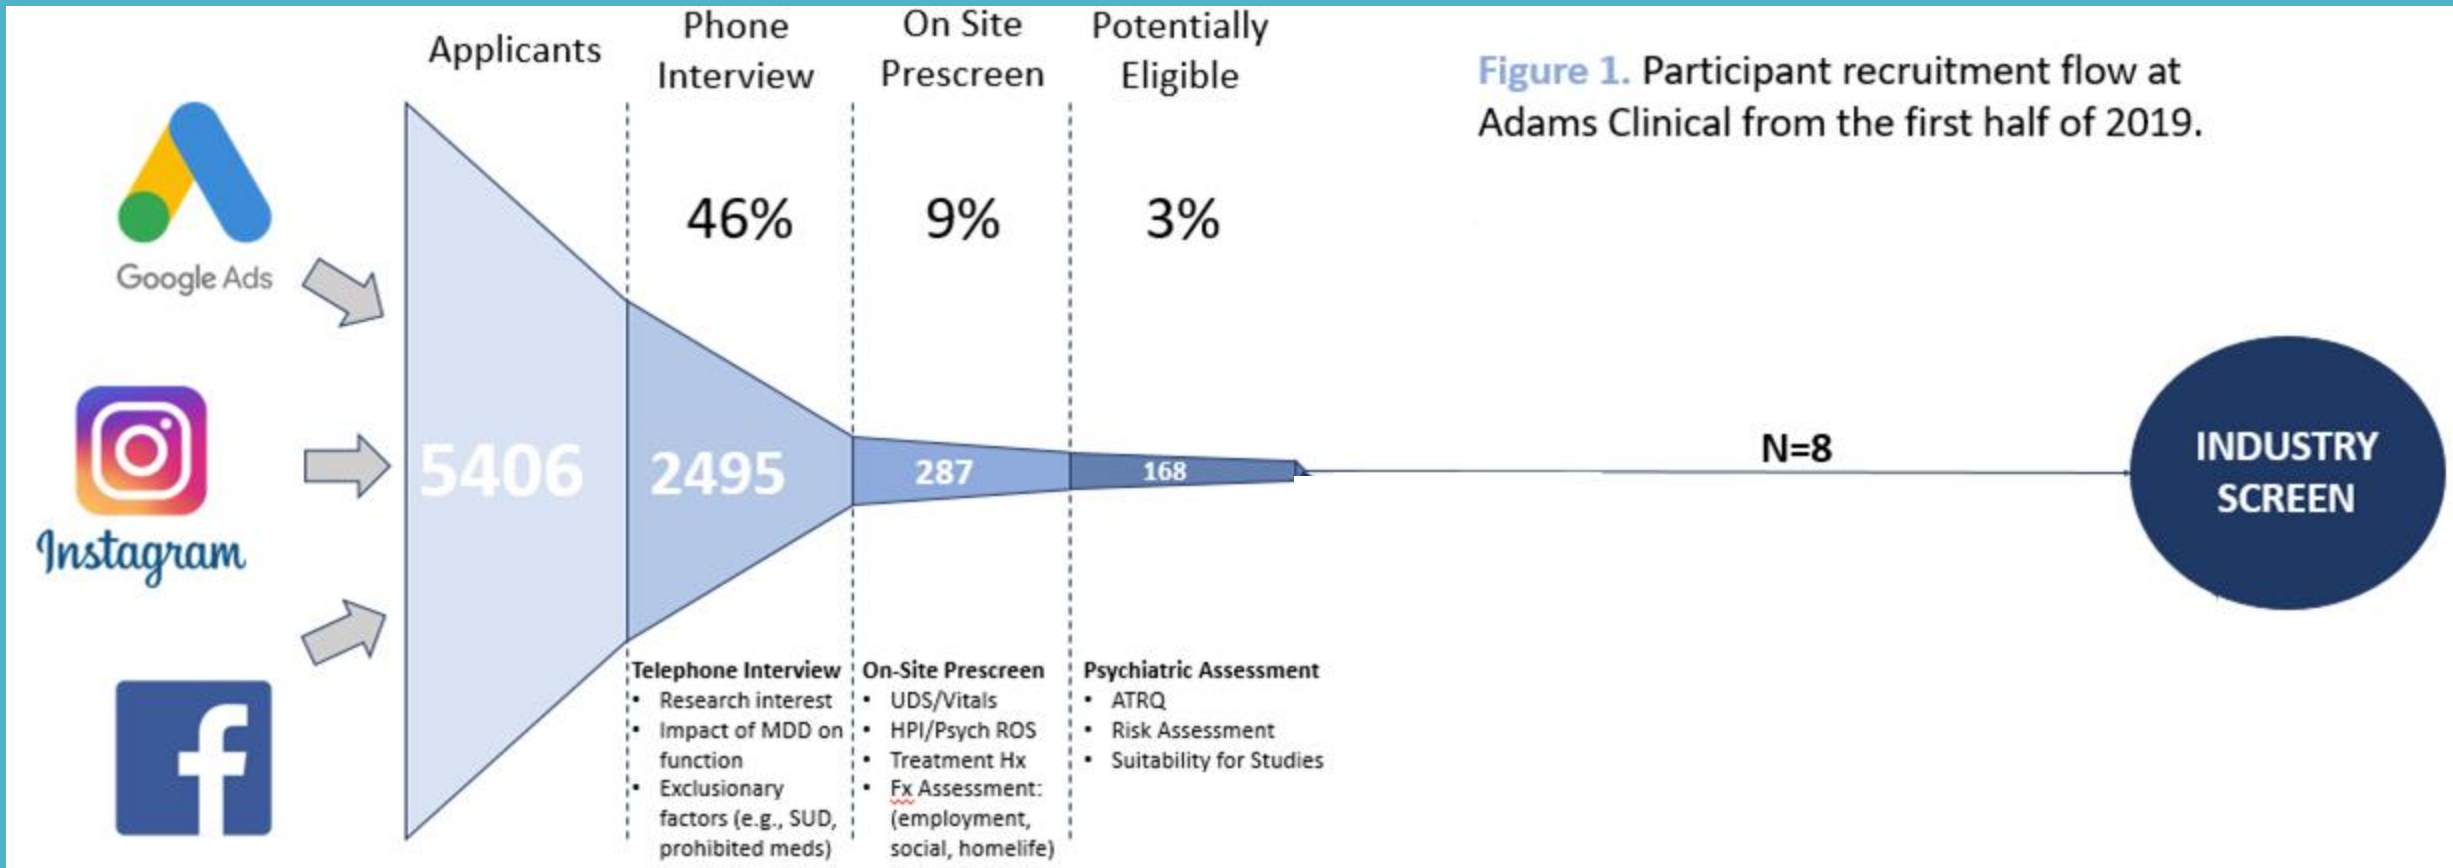 Applicants
Phone
Interview
On Site
Prescreen
Potentially
Eligible
Figure 1. Participant recruitment flow at
Adams Clinical from the first half of 2019.
46%
9%
3%
Google Ads
Instagram
5406
2495
287
168
N=8
INDUSTRY
SCREEN
Telephone Interview
• Research interest
• Impact of MDD on
function
• Exclusionary
factors (e.g., SUD,
prohibited meds)
On-Site Prescreen
• UDS/Vitals
• HPI/Psych ROS
• Treatment Hx
• Fx Assessment:
(employment,
social, homelife)
Psychiatric Assessment
• ATRQ
• Risk Assessment
• Suitability for Studies
f